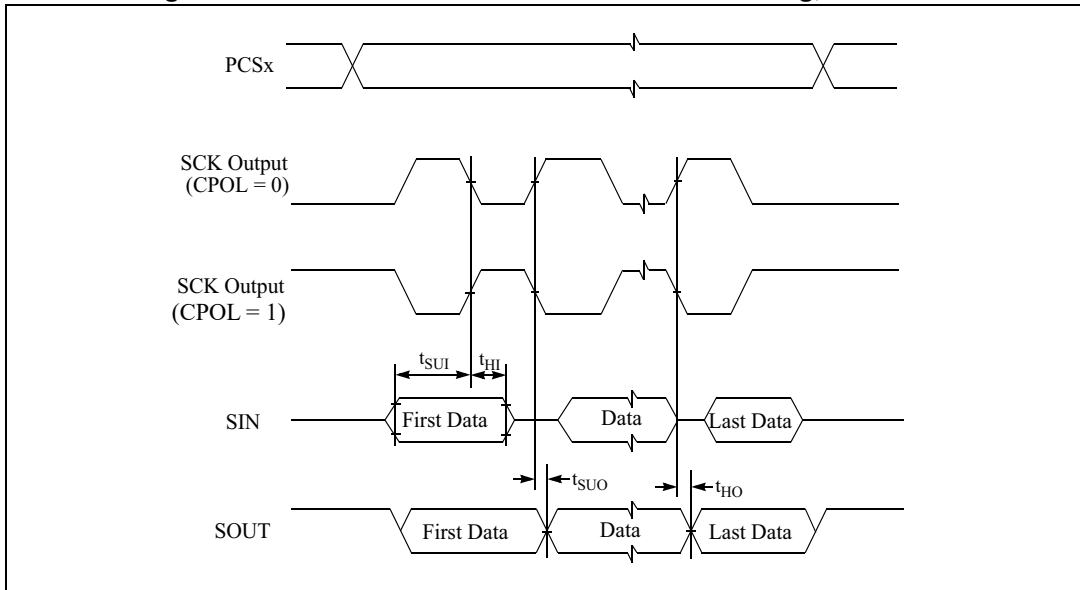 PCSx
SCK Output
(CPOL = 0)
SCK Output
(CPOL = 1)
tSUI
tHI
SIN
First Data
Data
Last Data
tSUO
tHO
SOUT
First Data
Data
Last Data